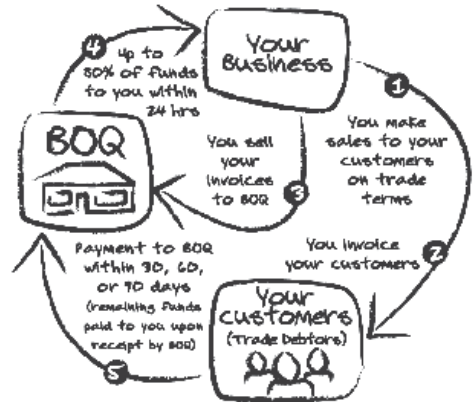 4
Up to
80% of funds
to you within
24 hrs
Your
Business
1
You make
sales to your
customers
on trade
terms
BOQ
You sell
your
invoices
to BOQ
3
You invoice
your customers
2
Payment to BOQ
within 30, 60,
or 90 days
(remaining funds
paid to you upon
receipt by BOQ)
5
Your
customers
(Trade Debtors)